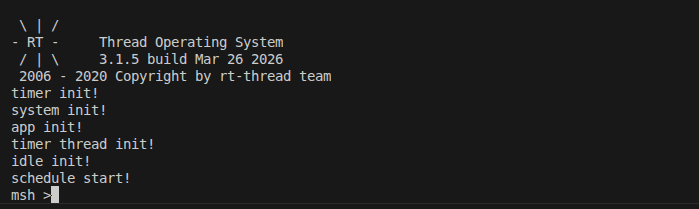 \ | /
- RT -     Thread Operating System
 / | \     3.1.5 build Mar 26 2026
 2006 - 2020 Copyright by rt-thread team
timer init!
system init!
app init!
timer thread init!
idle init!
schedule start!
msh >